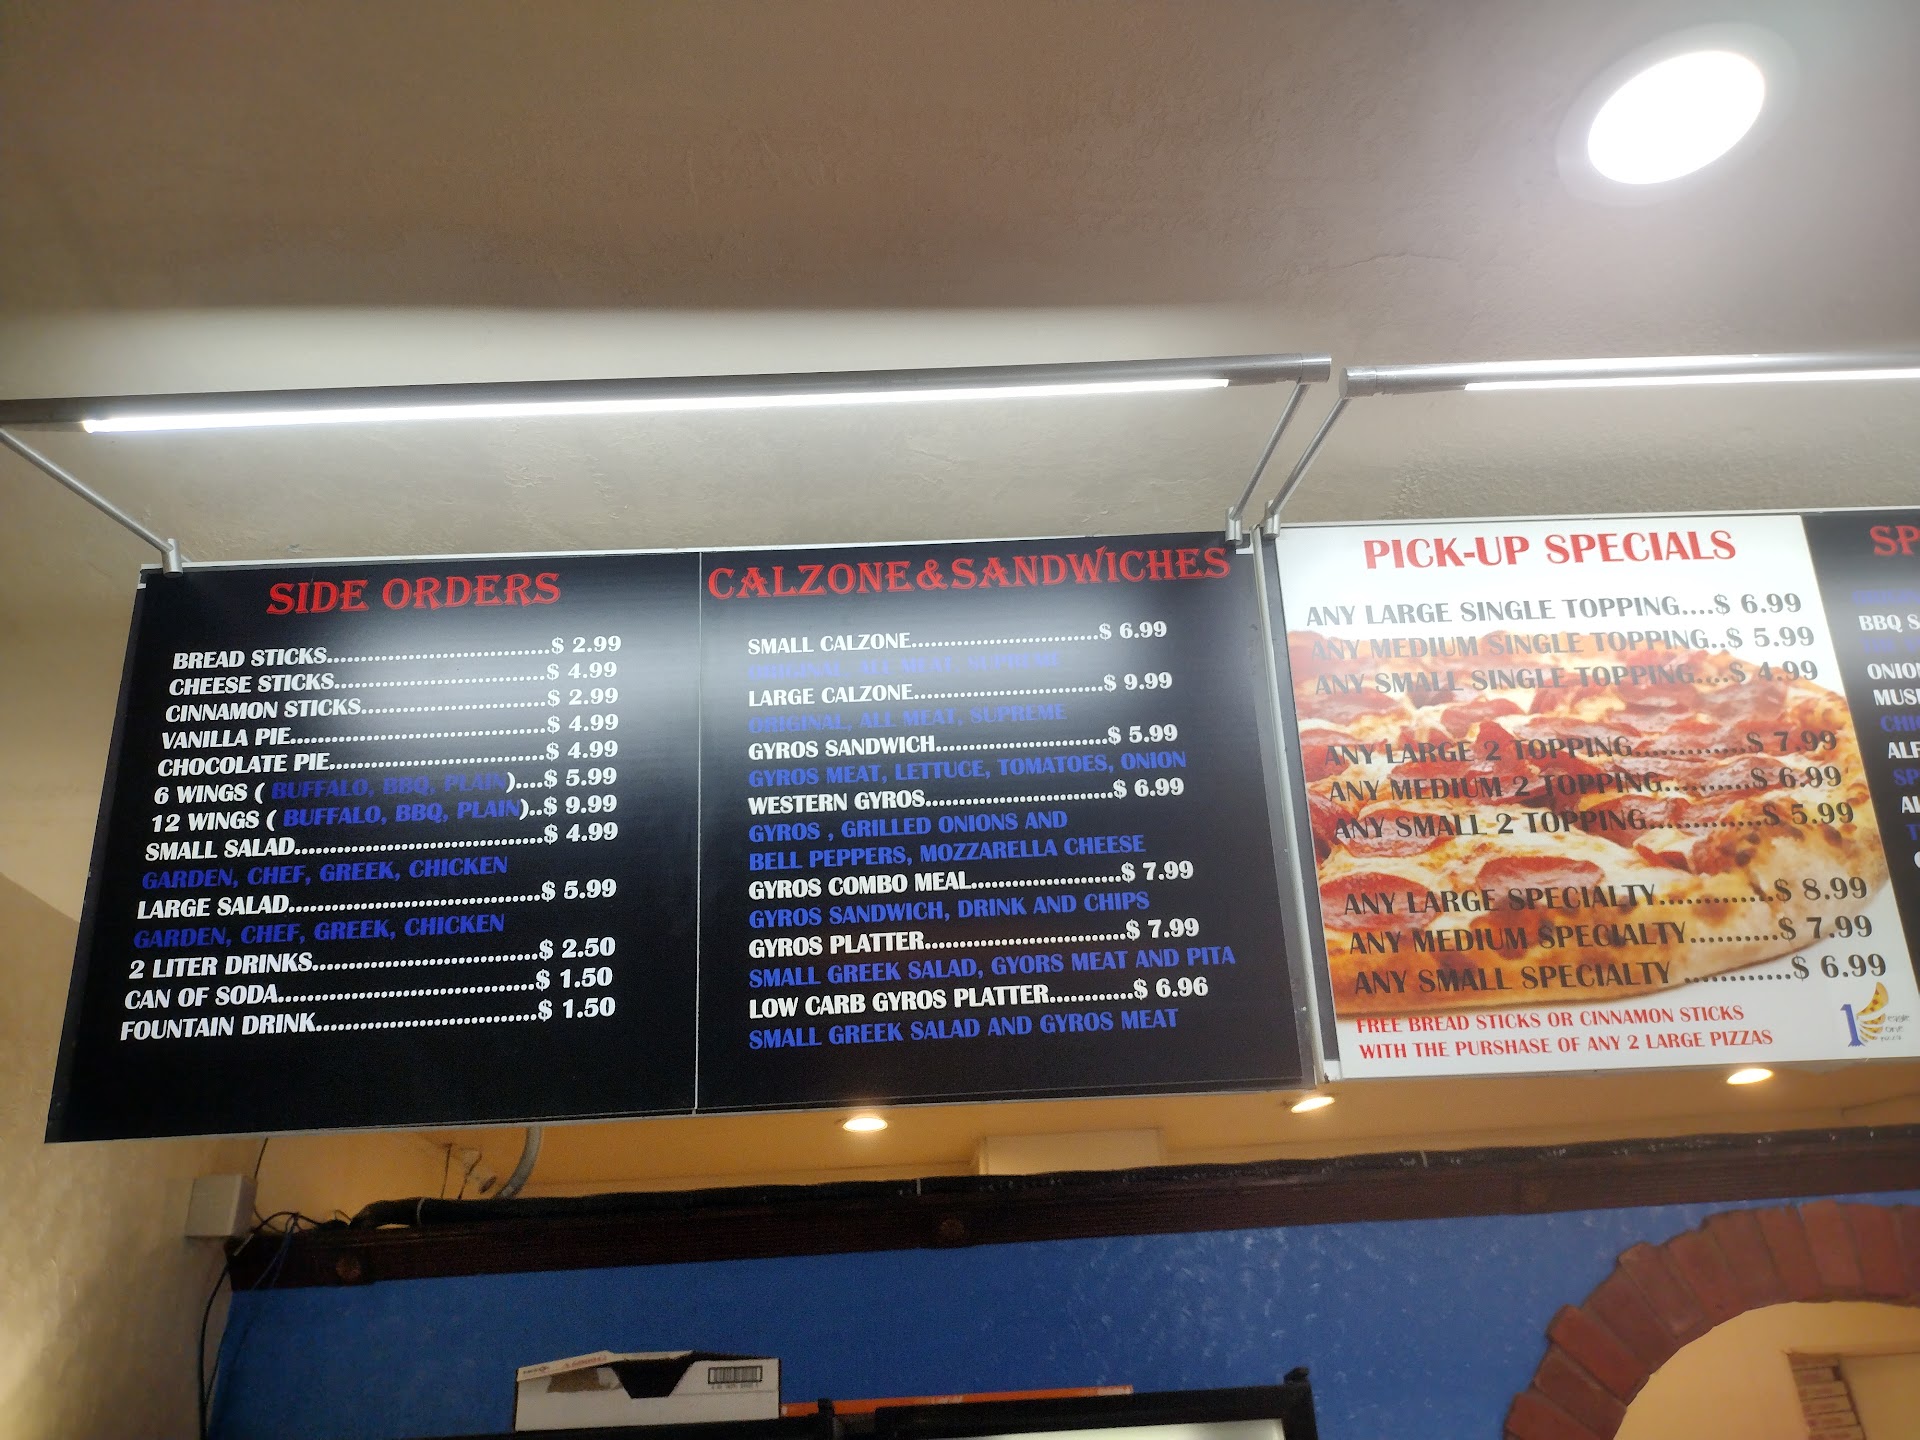 SIDE ORDERS
BREAD STICKS..................................$ 2.99
CHEESE STICKS................................$ 4.99
CINNAMON STICKS............................$ 2.99
VANILLA PIE.......................................$ 4.99
CHOCOLATE PIE.................................$ 4.99
6 WINGS ( BUFFALO, BBQ, PLAIN)....$ 5.99
12 WINGS ( BUFFALO, BBQ, PLAIN)..$ 9.99
SMALL SALAD.....................................$ 4.99
GARDEN, CHEF, GREEK, CHICKEN
LARGE SALAD.....................................$ 5.99
GARDEN, CHEF, GREEK, CHICKEN
2 LITER DRINKS..................................$ 2.50
CAN OF SODA......................................$ 1.50
FOUNTAIN DRINK.................................$ 1.50
CALZONE&SANDWICHES
SMALL CALZONE..............................$ 6.99
ORIGINAL, ALL MEAT, SUPREME
LARGE CALZONE..............................$ 9.99
ORIGINAL, ALL MEAT, SUPREME
GYROS SANDWICH............................$ 5.99
GYROS MEAT, LETTUCE, TOMATOES, ONION
WESTERN GYROS..............................$ 6.99
GYROS , GRILLED ONIONS AND
BELL PEPPERS, MOZZARELLA CHEESE
GYROS COMBO MEAL........................$ 7.99
GYROS SANDWICH, DRINK AND CHIPS
GYROS PLATTER................................$ 7.99
SMALL GREEK SALAD, GYORS MEAT AND PITA
LOW CARB GYROS PLATTER.............$ 6.96
SMALL GREEK SALAD AND GYROS MEAT
PICK-UP SPECIALS
ANY LARGE SINGLE TOPPING....$ 6.99
ANY MEDIUM SINGLE TOPPING..$ 5.99
ANY SMALL SINGLE TOPPING....$ 4.99
ANY LARGE 2 TOPPING.............$ 7.99
ANY MEDIUM 2 TOPPING...........$ 6.99
ANY SMALL 2 TOPPING.............$ 5.99
ANY LARGE SPECIALTY.............$ 8.99
ANY MEDIUM SPECIALTY..........$ 7.99
ANY SMALL SPECIALTY ............$ 6.99
FREE BREAD STICKS OR CINNAMON STICKS
WITH THE PURSHASE OF ANY 2 LARGE PIZZAS
1
SP
BBQ S
ONIO
MUS
ALF